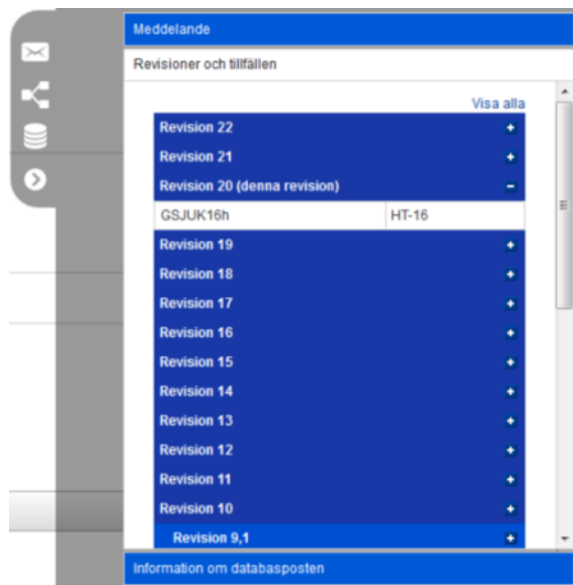 Meddelande
Revisioner och tillfällen
Visa alla
Revision 22
Revision 21
Revision 20 (denna revision)
GSJUK16h HT-16
Revision 19
Revision 18
Revision 17
Revision 16
Revision 15
Revision 14
Revision 13
Revision 12
Revision 11
Revision 10
Revision 9,1
Information om databasposten